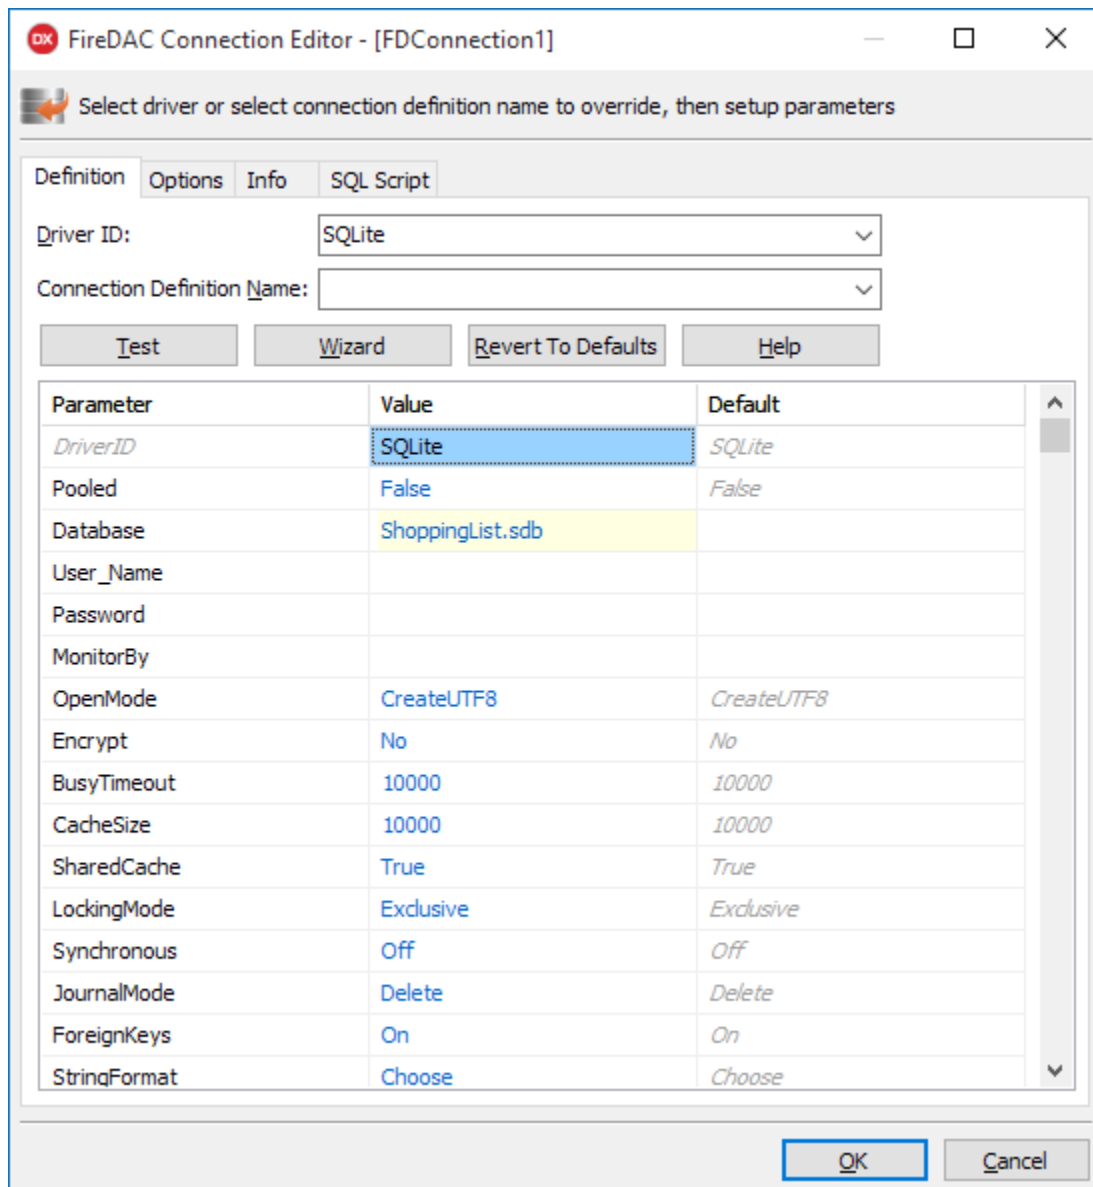 DX FireDAC Connection Editor - [FDConnection1]
Select driver or select connection definition name to override, then setup parameters
Definition Options Info SQL Script
Driver ID: SQLite
Connection Definition Name:
Test Wizard Revert To Defaults Help
Parameter Value Default
DriverID SQLite SQLite
Pooled False False
Database ShoppingList.sdb
User_Name
Password
MonitorBy
OpenMode CreateUTF8 CreateUTF8
Encrypt No No
BusyTimeout 10000 10000
CacheSize 10000 10000
SharedCache True True
LockingMode Exclusive Exclusive
Synchronous Off Off
JournalMode Delete Delete
ForeignKeys On On
StringFormat Choose Choose
OK Cancel